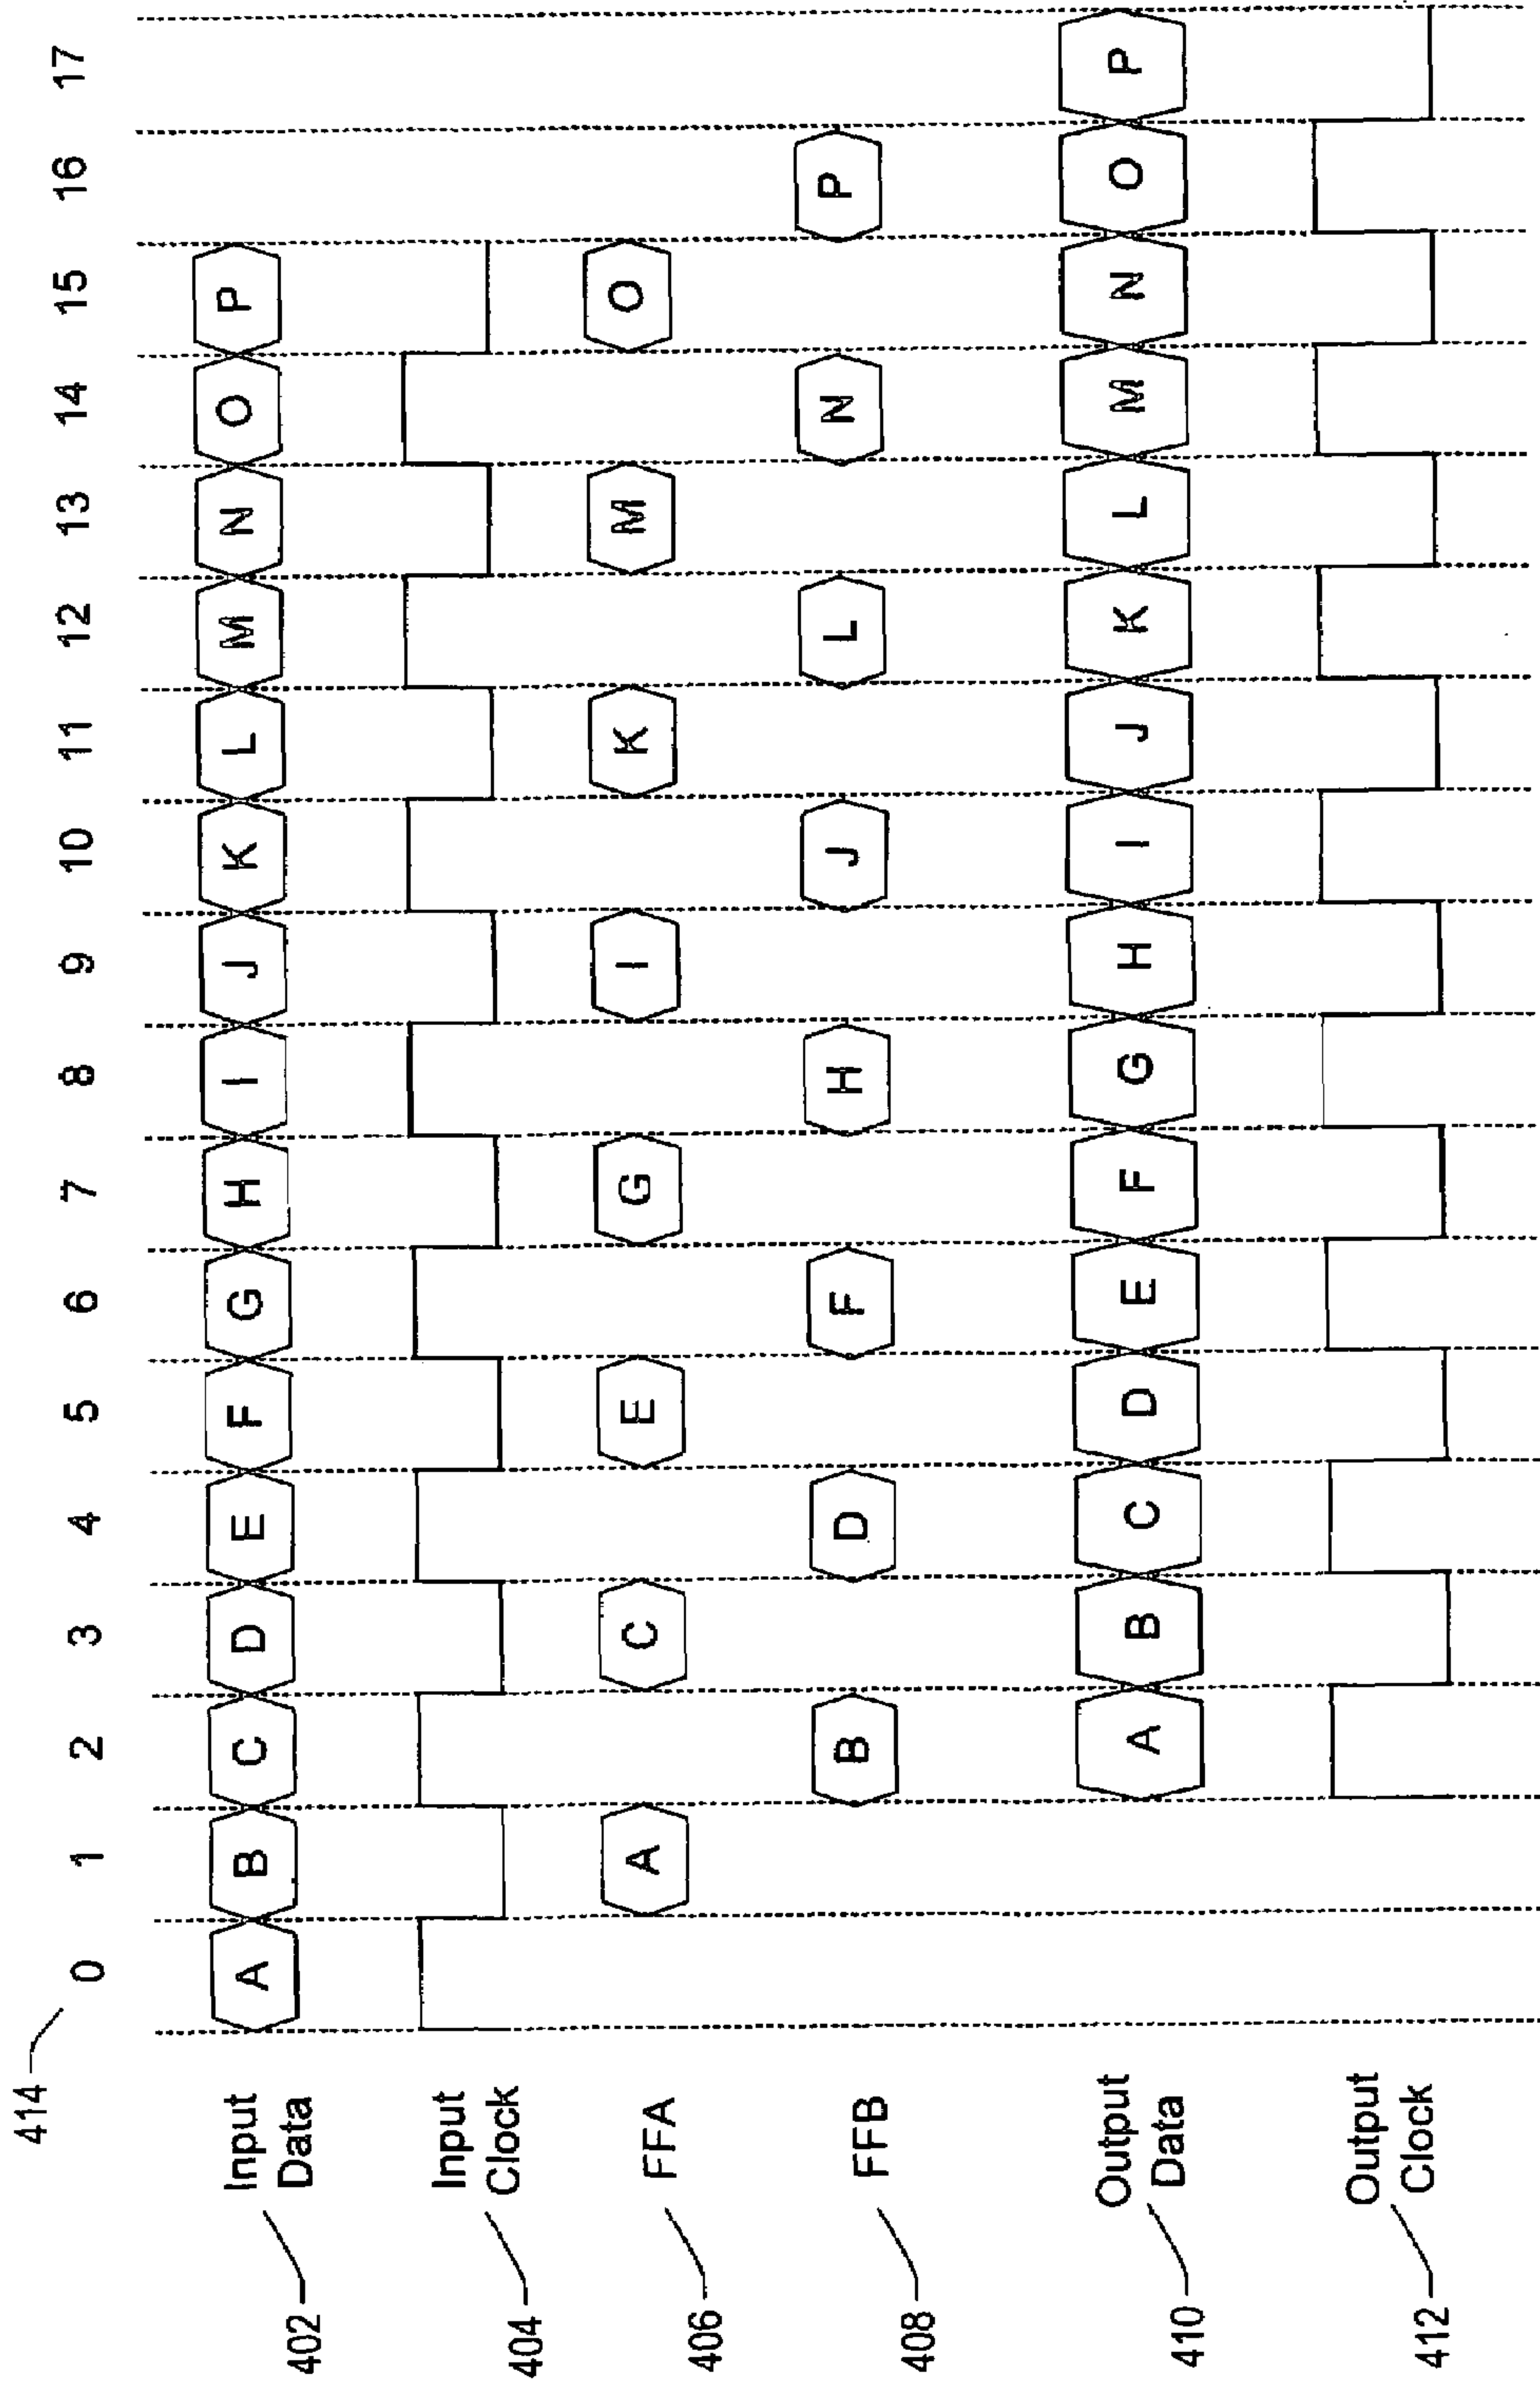 414
0 1 2 3 4 5 6 7 8 9 10 11 12 13 14 15 16 17
402 Input Data A B C D E F G H I J K L M N O P
404 Input Clock
406 FFA A C E G I K M O
408 FFB B D F H J L N P
410 Output Data A B C D E F G H I J K L M N O P
412 Output Clock